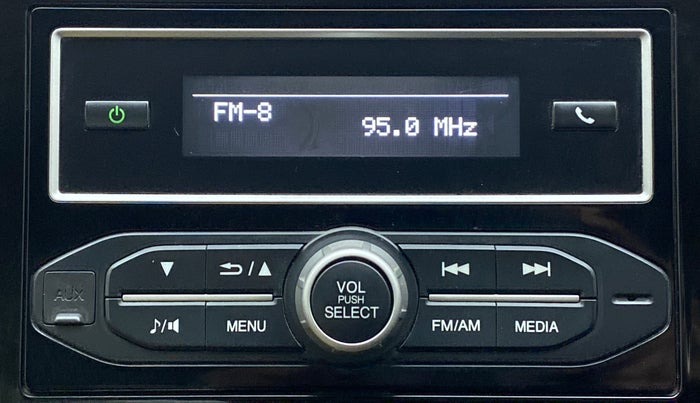 FM-8
95.0 MHz
AUX
VOL
PUSH
SELECT
MENU
FM/AM
MEDIA